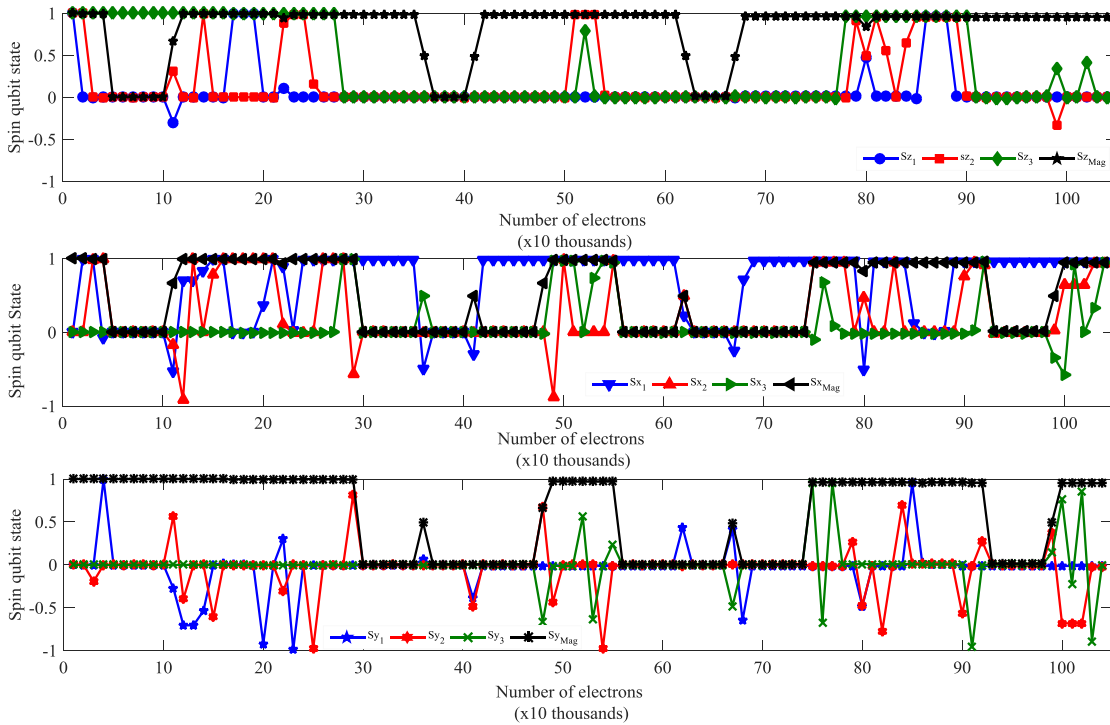 Spin qubit state
1
0.5
0
-0.5
-1
0 10 20 30 40 50 60 70 80 90 100
Sz1 sz2 Sz3 SzMag
Number of electrons
(x10 thousands)
Spin qubit State
1
0.5
0
-0.5
-1
0 10 20 30 40 50 60 70 80 90 100
Sx1 Sx2 Sx3 SxMag
Number of electrons
(x10 thousands)
Spin qubit state
1
0.5
0
-0.5
-1
0 10 20 30 40 50 60 70 80 90 100
Sy1 Sy2 Sy3 SyMag
Number of electrons
(x10 thousands)